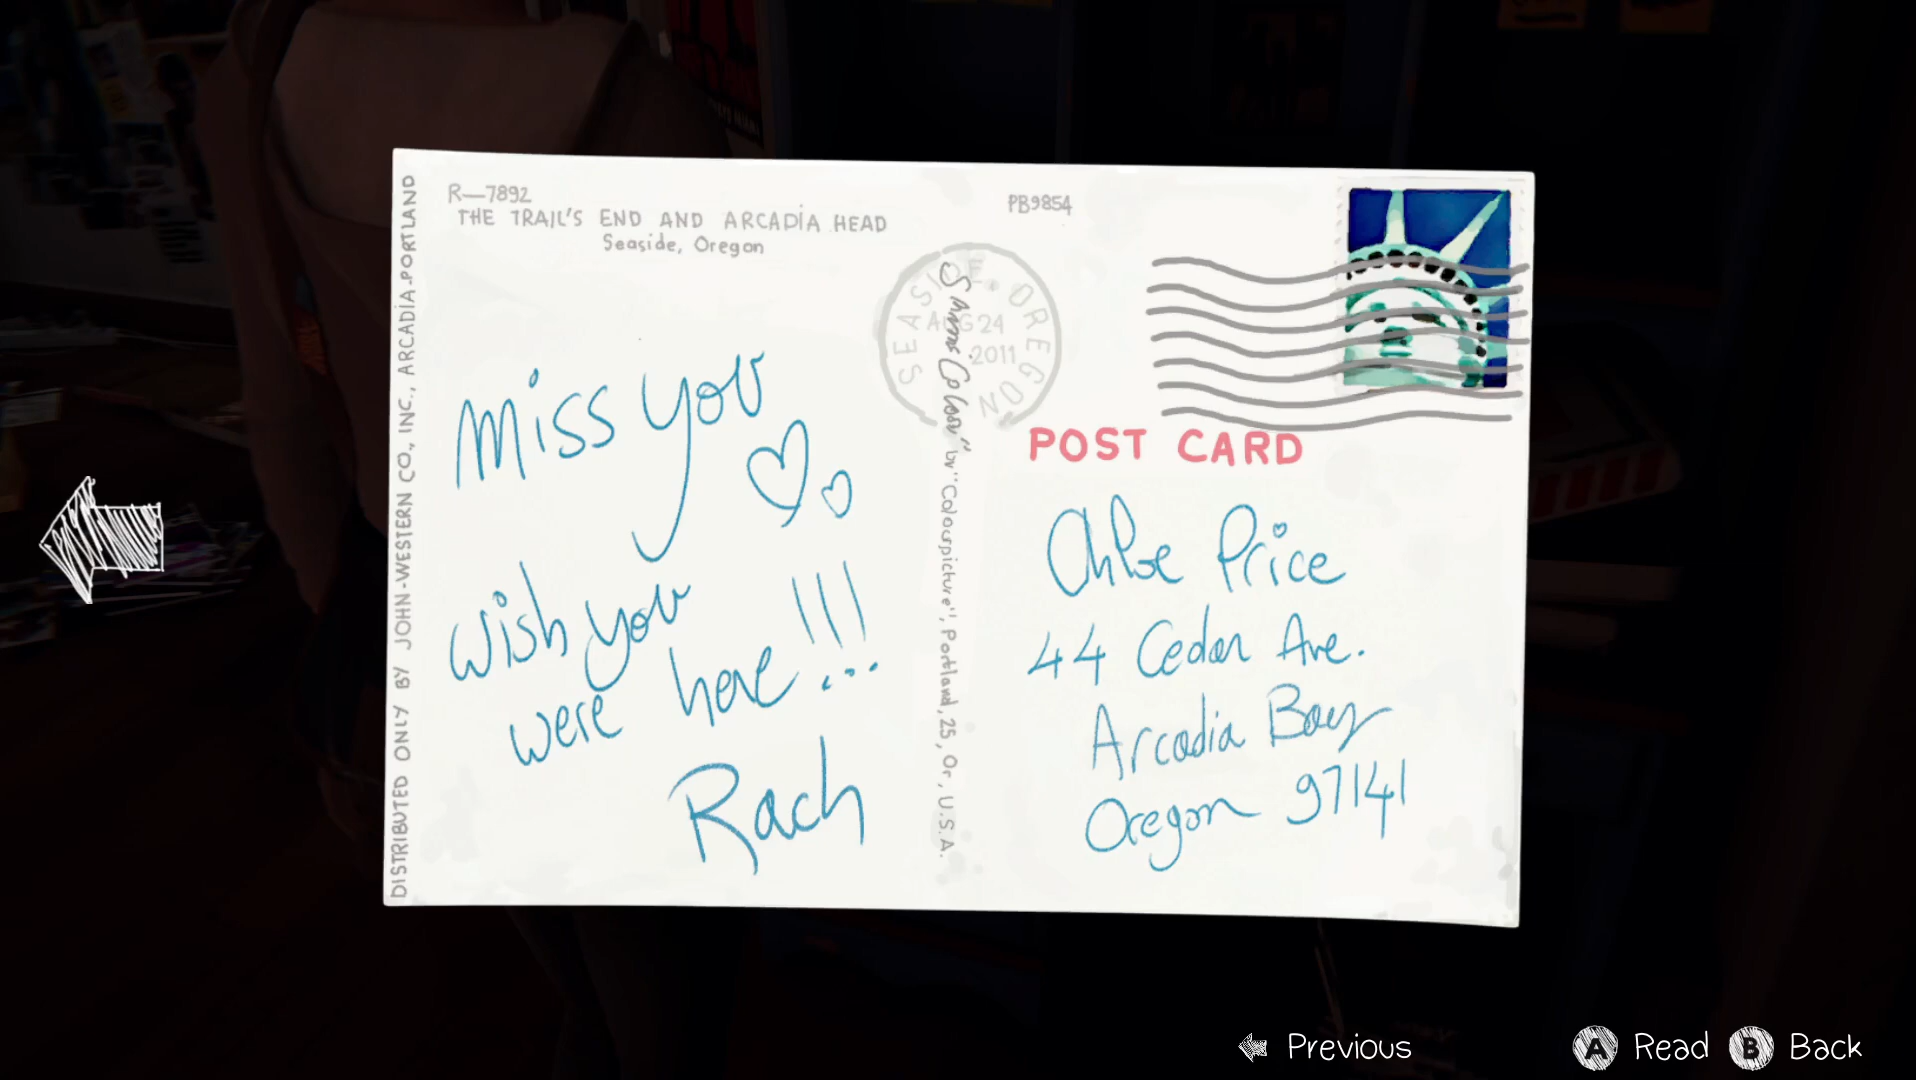 DISTRIBUTED ONLY BY JOHN-WESTERN CO., INC., ARCADIA.PORTLAND
R—7892
THE TRAIL'S END AND ARCADIA HEAD
Seaside, Oregon
PB9854
SEASIDE. OREGON
AUG 24
2011
by "Colourpicture", Portland, 25, Or, U.S.A.
miss you
wish you
were here!!!
Rach
POST CARD
Chloe Price
44 Cedar Ave.
Arcadia Bay
Oregon 97141
Previous
A Read B Back